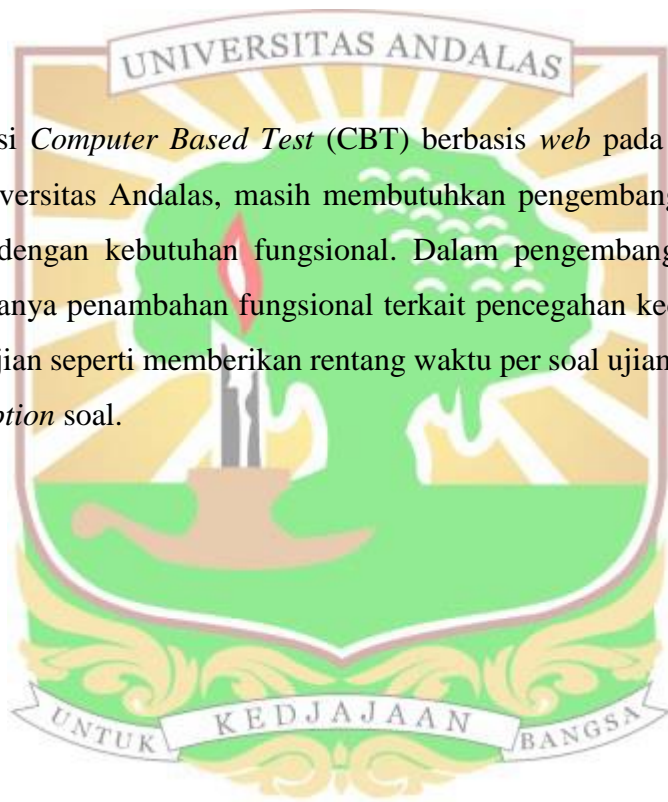 UNIVERSITAS ANDALAS
si Computer Based Test (CBT) berbasis web pada
versitas Andalas, masih membutuhkan pengembang
dengan kebutuhan fungsional. Dalam pengembang
anya penambahan fungsional terkait pencegahan
jian seperti memberikan rentang waktu per soal ujian
ption soal.
UNTUK KEDJAJAAN BANGSA